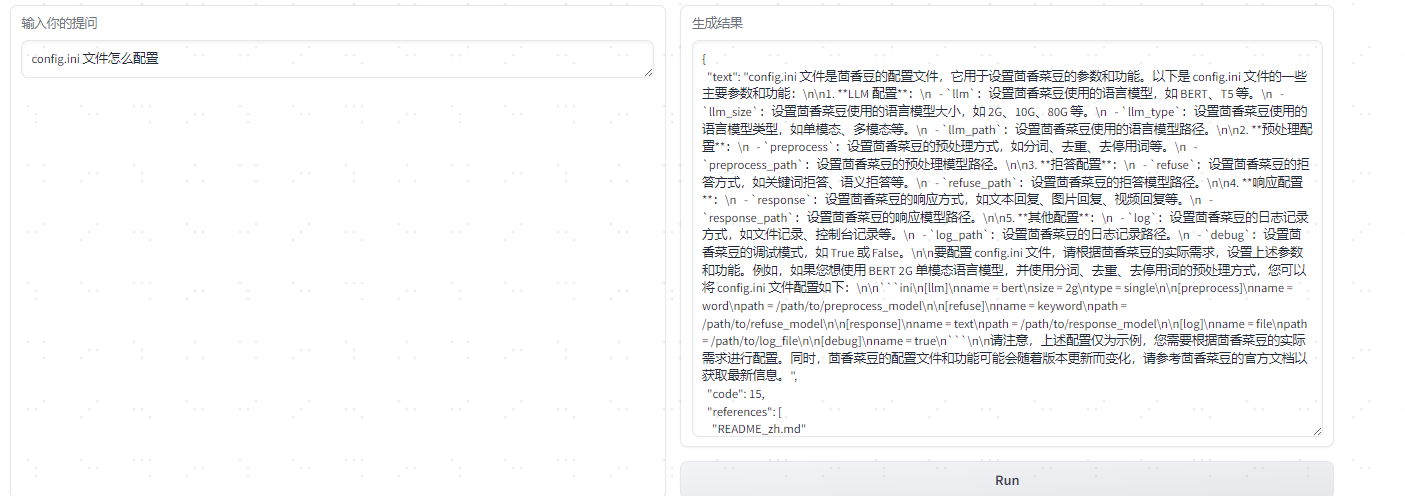 输入你的提问
config.ini 文件怎么配置
生成结果
{
"text": "config.ini 文件是茴香豆的配置文件，它用于设置茴香菜豆的参数和功能。以下是 config.ini 文件的一些
主要参数和功能：\n\n1. **LLM 配置**：\n - `llm`：设置茴香菜豆使用的语言模型，如 BERT、T5 等。\n -
`llm_size`：设置茴香菜豆使用的语言模型大小，如 2G、10G、80G 等。\n - `llm_type`：设置茴香菜豆使用的
语言模型类型，如单模态、多模态等。\n - `llm_path`：设置茴香菜豆使用的语言模型路径。\n\n2. **预处理配
置**：\n - `preprocess`：设置茴香菜豆的预处理方式，如分词、去重、去停用词等。\n -
`preprocess_path`：设置茴香菜豆的预处理模型路径。\n\n3. **拒答配置**：\n - `refuse`：设置茴香菜豆的拒
答方式，如关键词拒答、语义拒答等。\n - `refuse_path`：设置茴香菜豆的拒答模型路径。\n\n4. **响应配置
**：\n - `response`：设置茴香菜豆的响应方式，如文本回复、图片回复、视频回复等。\n -
`response_path`：设置茴香菜豆的响应模型路径。\n\n5. **其他配置**：\n - `log`：设置茴香菜豆的日志记录
方式，如文件记录、控制台记录等。\n - `log_path`：设置茴香菜豆的日志记录路径。\n - `debug`：设置茴
香菜豆的调试模式，如 True 或 False。\n\n要配置 config.ini 文件，请根据茴香菜豆的实际需求，设置上述参数
和功能。例如，如果您想使用 BERT 2G 单模态语言模型，并使用分词、去重、去停用词的预处理方式，您可以
将 config.ini 文件配置如下：\n\n```ini\n[llm]\nname = bert\nsize = 2g\ntype = single\n\n[preprocess]\nname =
word\npath = /path/to/preprocess_model\n\n[refuse]\nname = keyword\npath =
/path/to/refuse_model\n\n[response]\nname = text\npath = /path/to/response_model\n\n[log]\nname = file\npath
= /path/to/log_file\n\n[debug]\nname = true\n```\n\n请注意，上述配置仅为示例，您需要根据茴香菜豆的实际
需求进行配置。同时，茴香菜豆的配置文件和功能可能会随着版本更新而变化，请参考茴香菜豆的官方文档以
获取最新信息。",
"code": 15,
"references": [
"README_zh.md"
Run